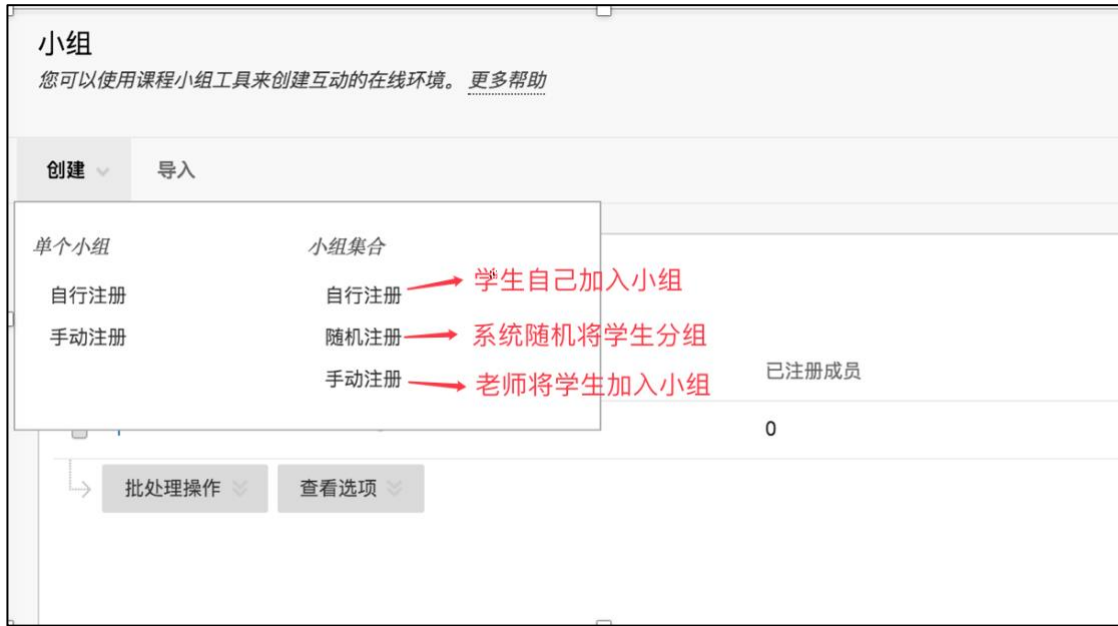 小组
您可以使用课程小组工具来创建互动的在线环境。 更多帮助
创建 导入
单个小组 小组集合
自行注册 自行注册 学生自己加入小组
手动注册 随机注册 系统随机将学生分组
手动注册 老师将学生加入小组
已注册成员
0
批处理操作 查看选项